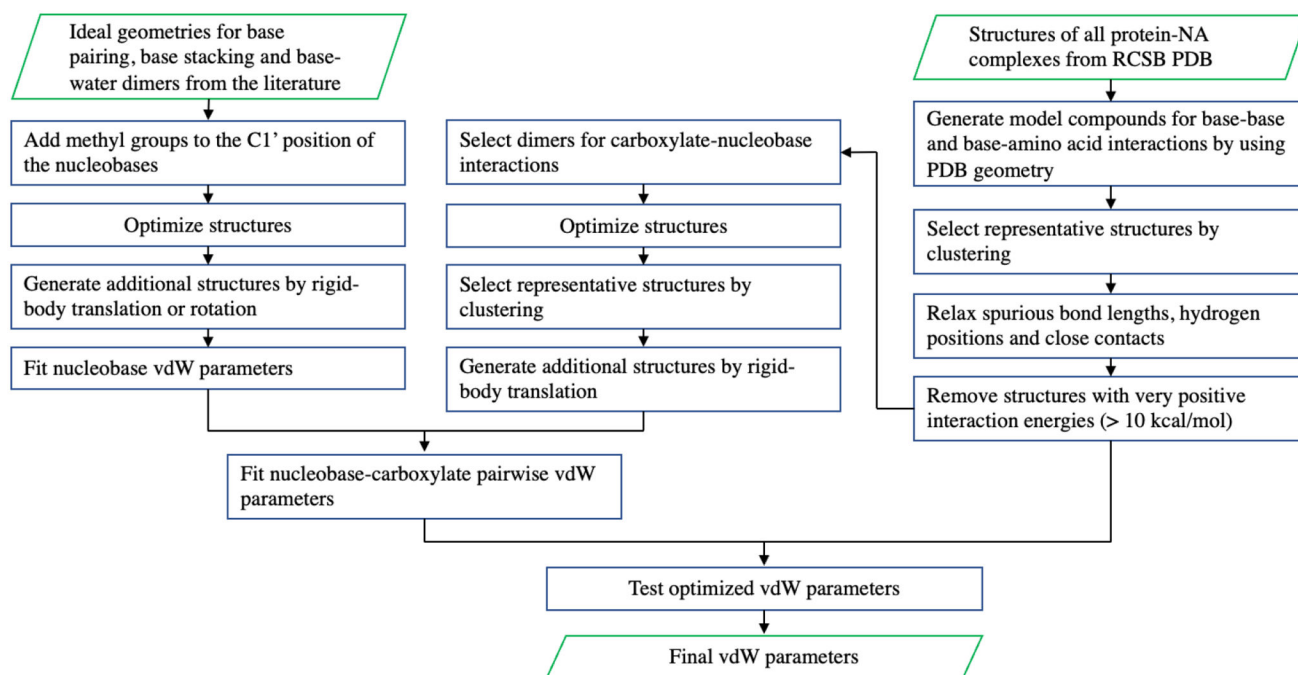 Ideal geometries for base
pairing, base stacking and base-
water dimers from the literature
Add methyl groups to the C1’ position of
the nucleobases
Optimize structures
Generate additional structures by rigid-
body translation or rotation
Fit nucleobase vdW parameters
Select dimers for carboxylate-nucleobase
interactions
Optimize structures
Select representative structures by
clustering
Generate additional structures by rigid-
body translation
Structures of all protein-NA
complexes from RCSB PDB
Generate model compounds for base-base
and base-amino acid interactions by using
PDB geometry
Select representative structures by
clustering
Relax spurious bond lengths, hydrogen
positions and close contacts
Remove structures with very positive
interaction energies (> 10 kcal/mol)
Fit nucleobase-carboxylate pairwise vdW
parameters
Test optimized vdW parameters
Final vdW parameters